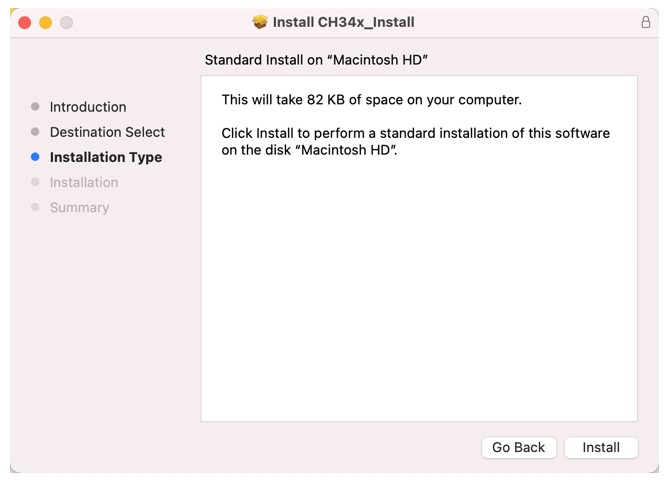 Install CH34x_Install
Standard Install on “Macintosh HD”
Introduction
Destination Select
Installation Type
Installation
Summary
This will take 82 KB of space on your computer.
Click Install to perform a standard installation of this software
on the disk “Macintosh HD”.
Go Back
Install